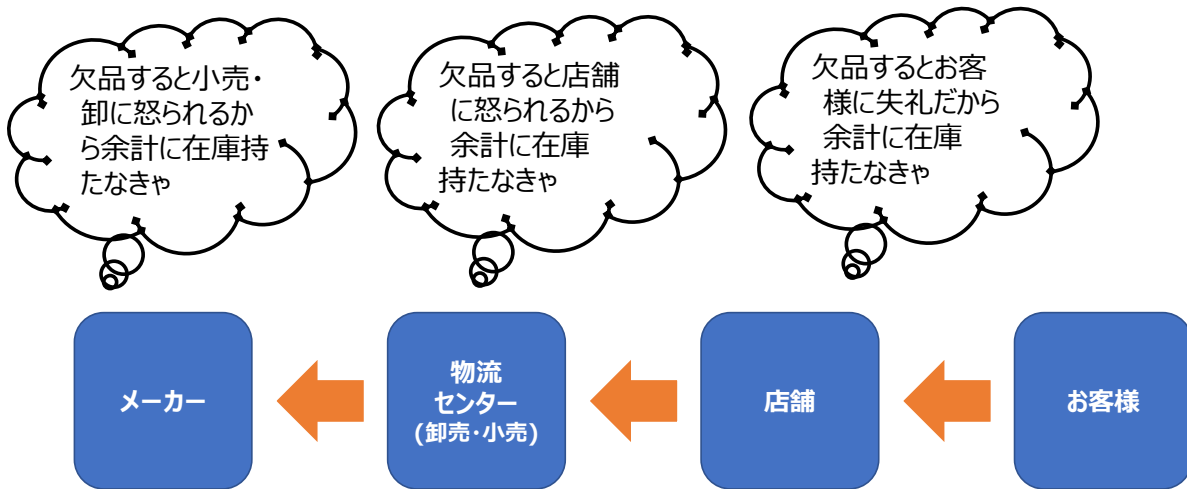 欠品すると小売・
卸に怒られるか
ら余計に在庫持
たなきゃ
欠品すると店舗
に怒られるから
余計に在庫
持たなきゃ
欠品するとお客
様に失礼だから
余計に在庫
持たなきゃ
メーカー
物流
センター
(卸売・小売)
店舗
お客様